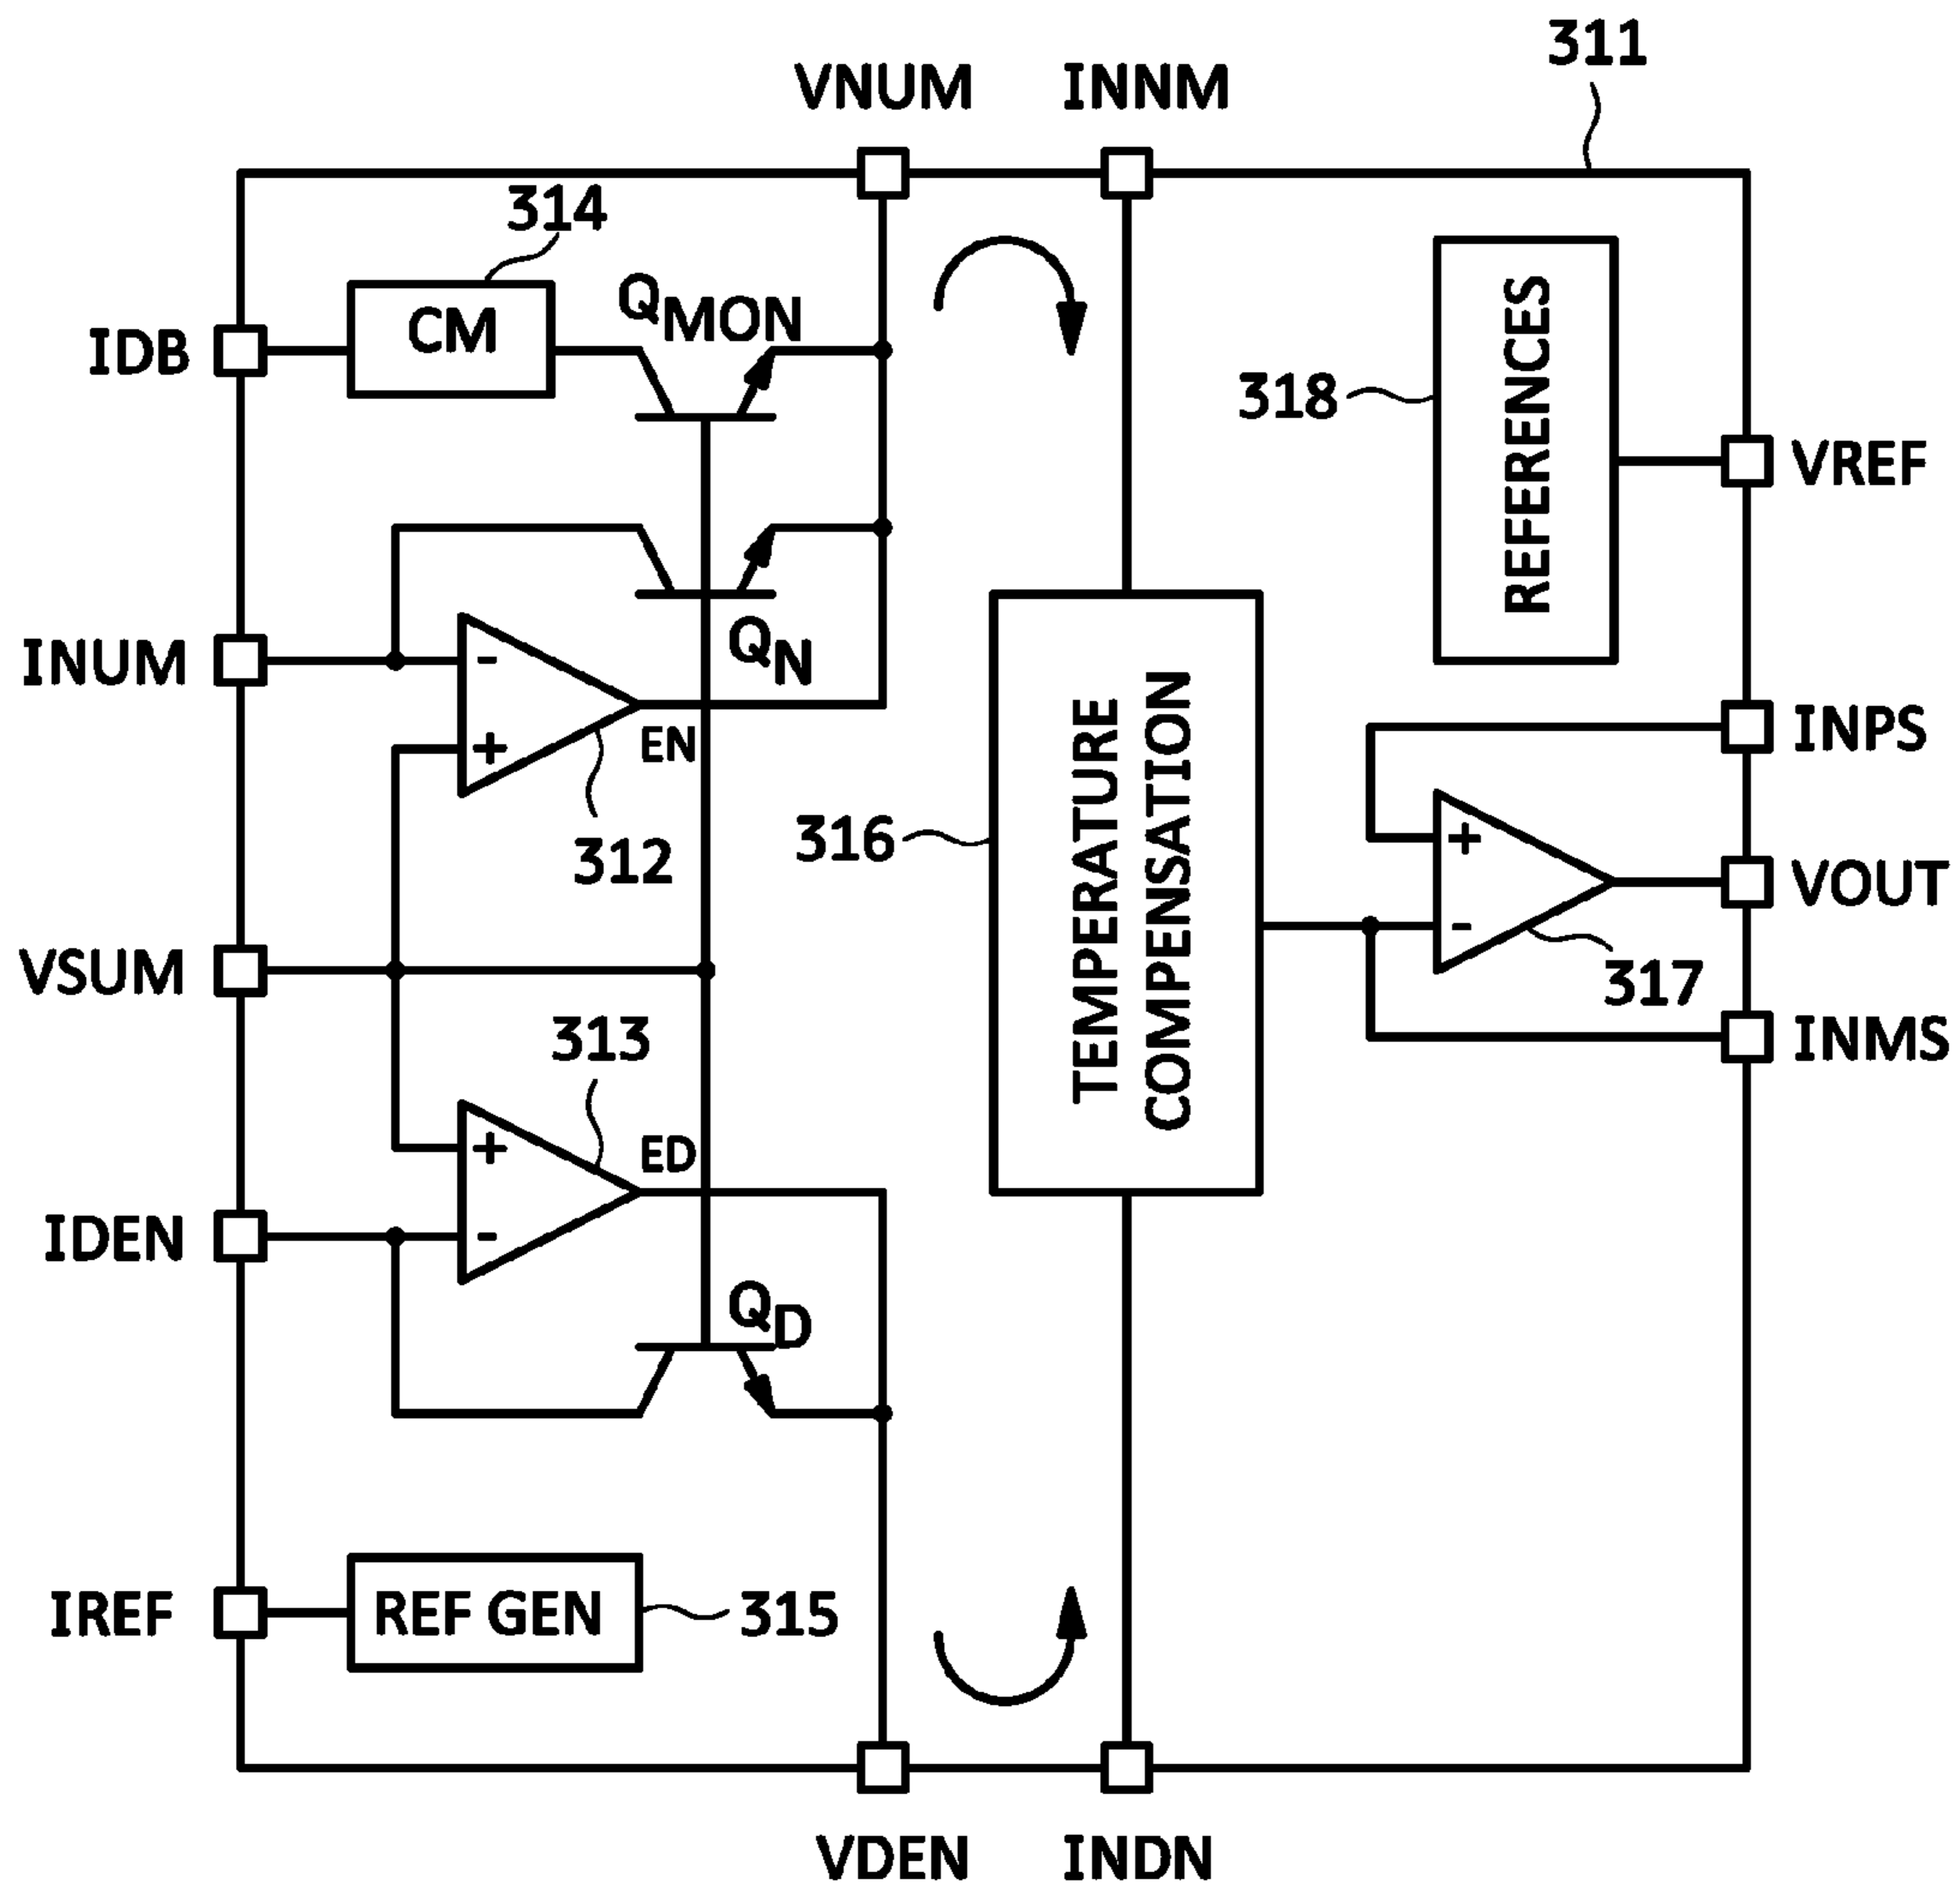 311
VNUM
INNM
314
CM
QMON
IDB
REFERENCES
318
VREF
QN
INUM
-
+
EN
312
TEMPERATURE
COMPENSATION
316
INPS
+
-
VOUT
317
VSUM
INMS
313
+
-
ED
IDEN
QD
IREF
REF GEN
315
VDEN
INDN